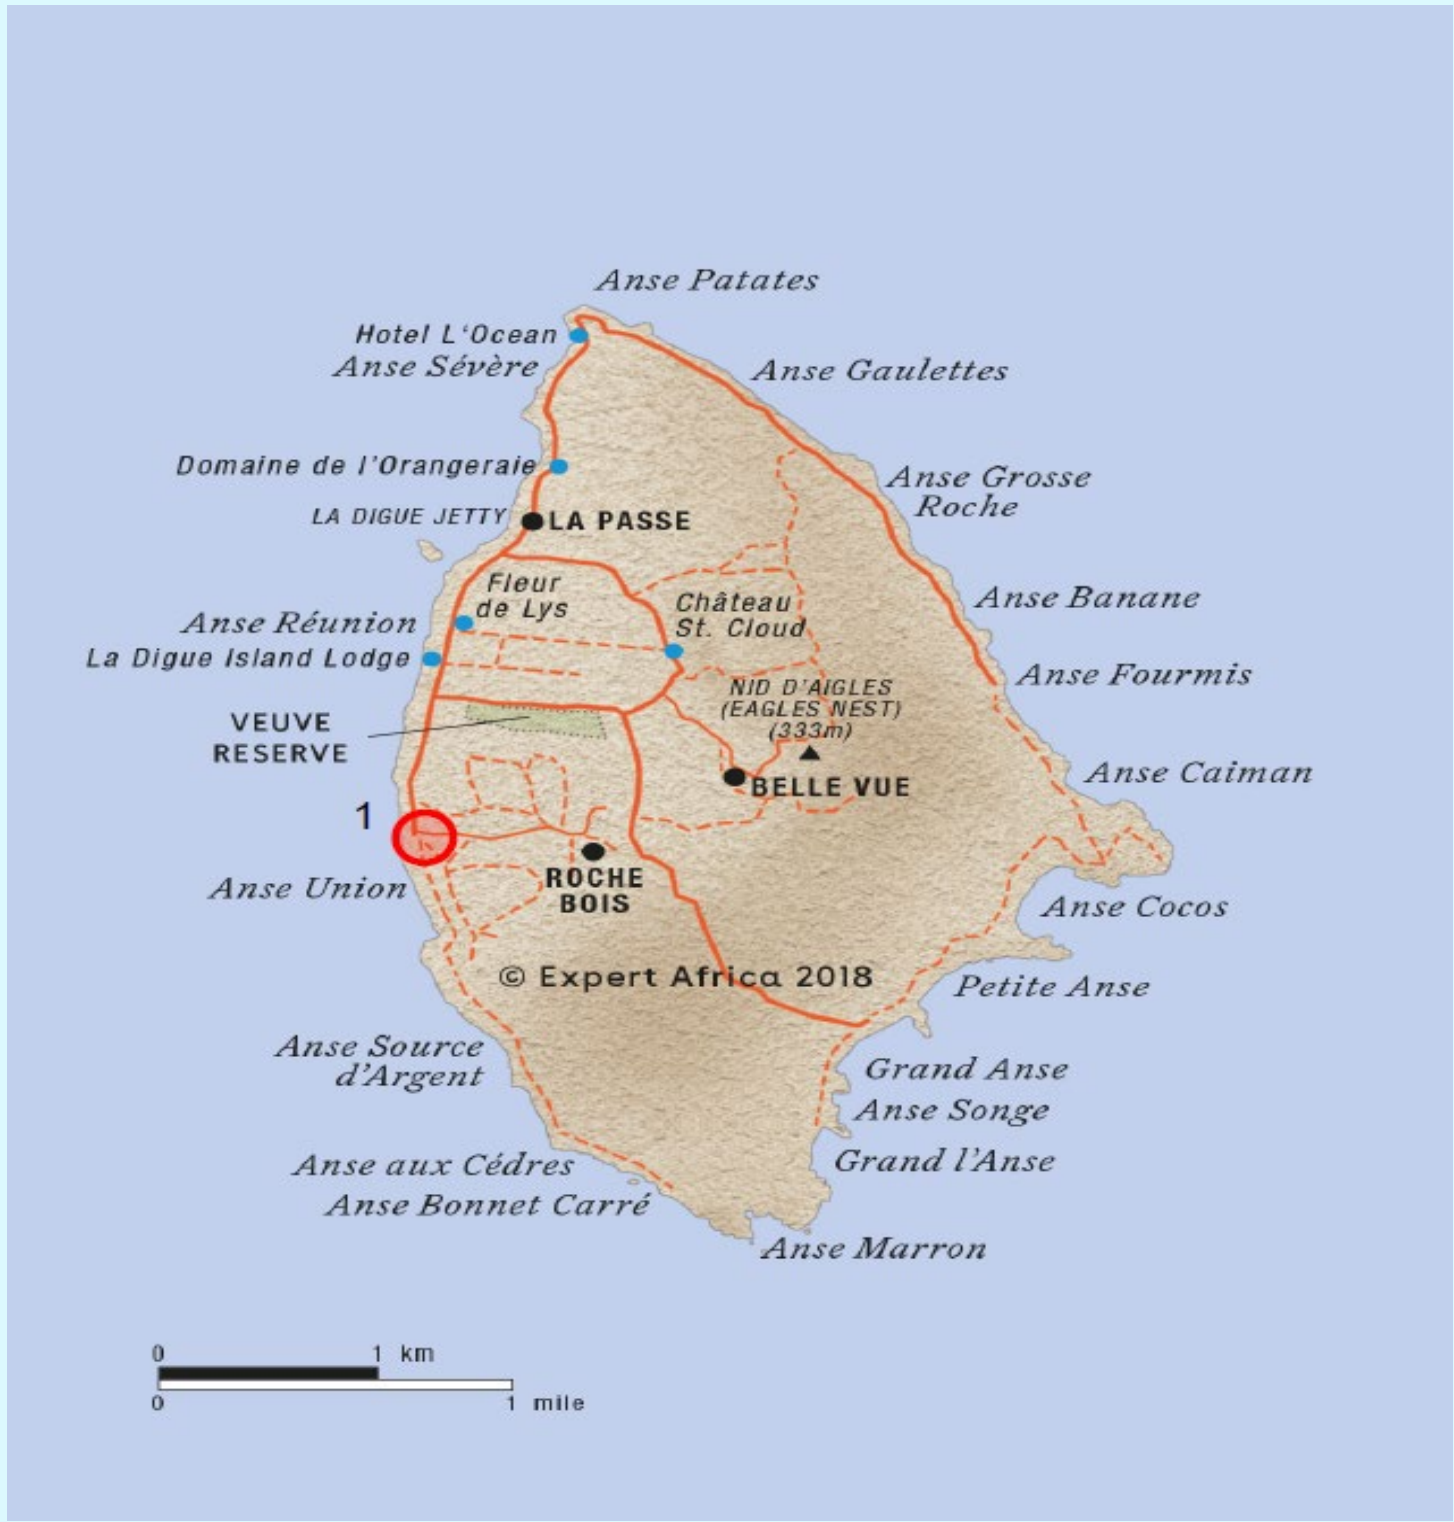 Anse Patates
Hotel L'Ocean
Anse Sévère
Anse Gaulettes
Domaine de l'Orangeraie
Anse Grosse
Roche
LA DIGUE JETTY
LA PASSE
Fleur
de Lys
Château
St. Cloud
Anse Banane
Anse Réunion
La Digue Island Lodge
Anse Fourmis
NID D'AIGLES
(EAGLES NEST)
(333m)
VEUVE
RESERVE
Anse Caiman
BELLE VUE
1
ROCHE
BOIS
Anse Union
Anse Cocos
© Expert Africa 2018
Petite Anse
Anse Source
d'Argent
Grand Anse
Anse Songe
Anse aux Cédres
Grand l'Anse
Anse Bonnet Carré
Anse Marron
0 1 km
0 1 mile